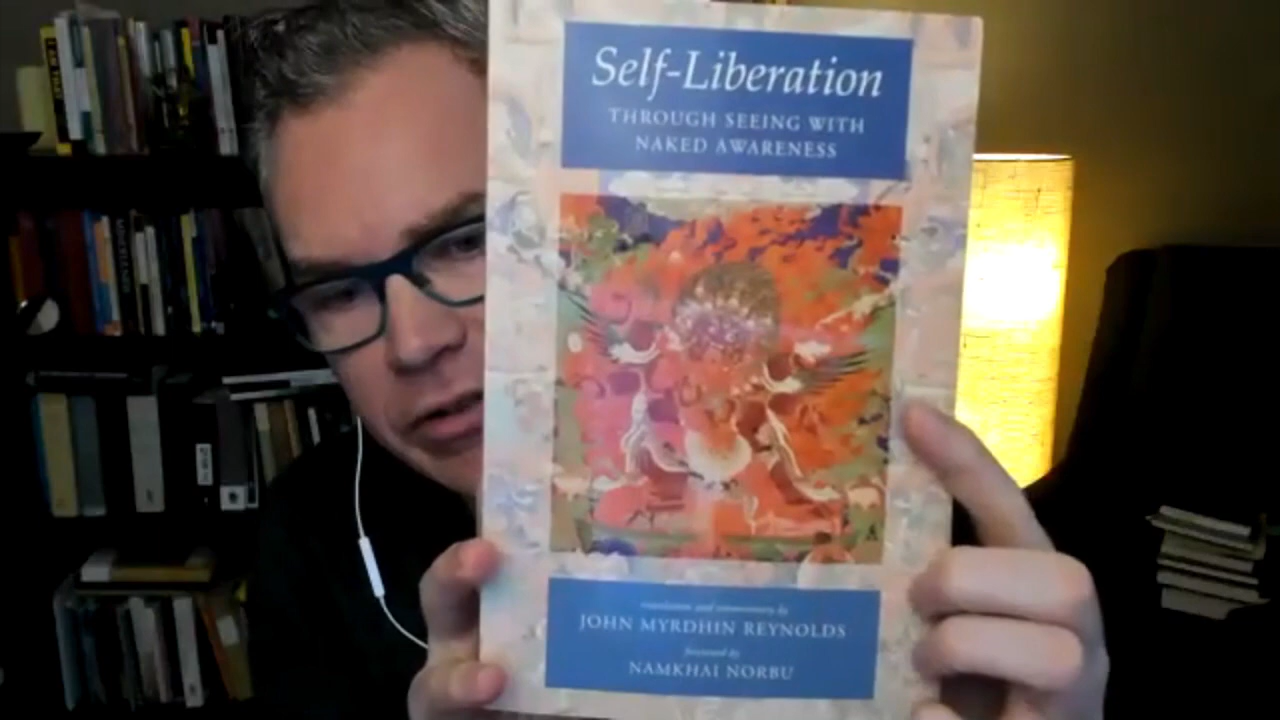 Self-Liberation
THROUGH SEEING WITH
NAKED AWARENESS
translation and commentary by
JOHN MYRDHIN REYNOLDS
foreword by
NAMKHAI NORBU